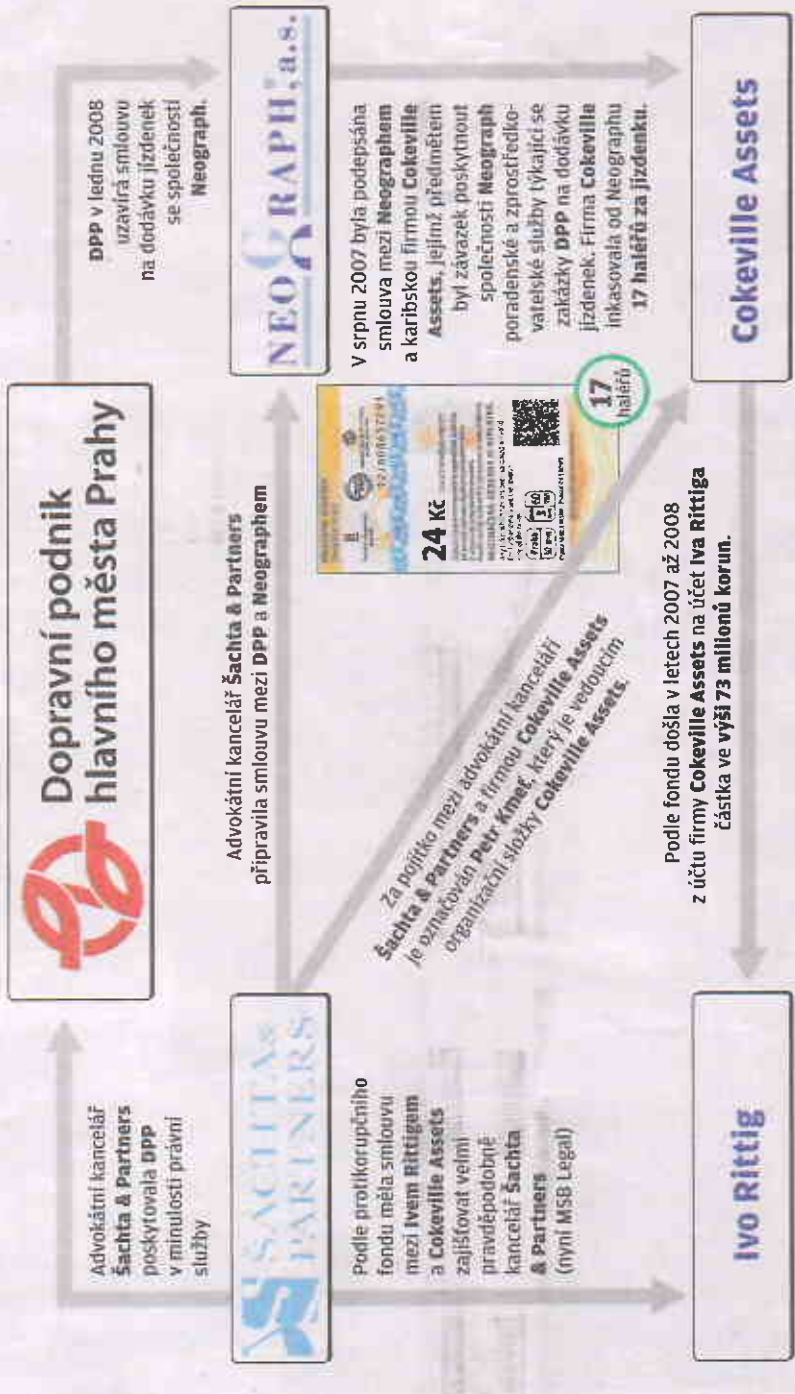 Dopravní podnik
hlavního města Prahy
Advokátní kancelář
Šachta & Partners
poskytovala DPP
v minulosti právní
služby
DPP v lednu 2008
uzavírá smlouvu
na dodávku jízdenek
se společností
Neograph.
Advokátní kancelář Šachta & Partners
připravila smlouvu mezi DPP a Neographem
ŠACHTA &
PARTNERS
NEOGRAPH, a.s.
Podle protikorupčního
fondu měla smlouvu
mezi Ivem Rittigem
a Cokeville Assets
zajišťovat velmi
pravděpodobně
kancelář Šachta
& Partners
(nyní MSB Legal)
Za pojítko mezi advokátní kanceláří
Šachta & Partners a firmou Cokeville Assets
je označován Petr Kmeť, který je vedoucím
organizační složky Cokeville Assets.
24 Kč
Praha
17
haléřů
V srpnu 2007 byla podepsána
smlouva mezi Neographem
a karibskou firmou Cokeville
Assets, jejímž předmětem
byl závazek poskytnout
společnosti Neograph
poradenské a zprostředko-
vatelské služby týkající se
zakázky DPP na dodávku
jízdenek. Firma Cokeville
inkasovala od Neographu
17 haléřů za jízdenku.
Podle fondu došla v letech 2007 až 2008
z účtu firmy Cokeville Assets na účet Iva Rittiga
částka ve výši 73 milionů korun.
Ivo Rittig
Cokeville Assets